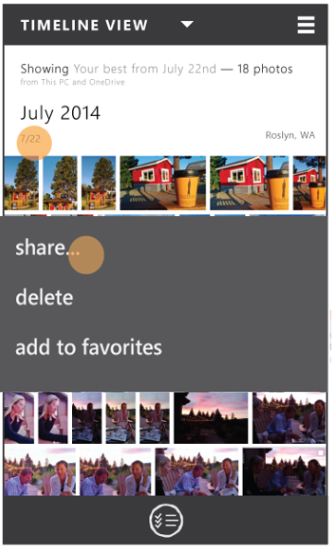 TIMELINE VIEW
Showing Your best from July 22nd — 18 photos
from This PC and OneDrive
July 2014
7/22
Roslyn, WA
share...
delete
add to favorites